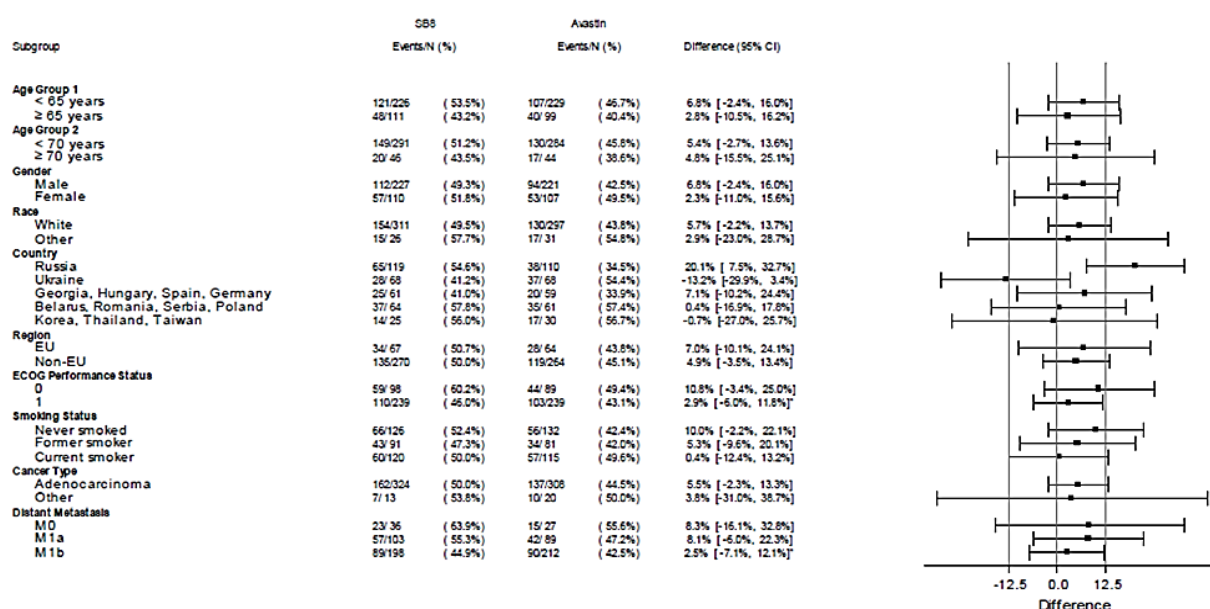 SB8 Avastin
Subgroup Events/N (%) Events/N (%) Difference (95% CI)
Age Group 1
< 65 years 121/226 ( 53.5%) 107/229 ( 46.7%) 6.8% [-2.4%, 16.0%]
≥ 65 years 48/111 ( 43.2%) 40/ 99 ( 40.4%) 2.8% [-10.5%, 16.2%]
Age Group 2
< 70 years 149/291 ( 51.2%) 130/284 ( 45.8%) 5.4% [-2.7%, 13.6%]
≥ 70 years 20/ 46 ( 43.5%) 17/ 44 ( 38.6%) 4.8% [-15.5%, 25.1%]
Gender
Male 112/227 ( 49.3%) 94/221 ( 42.5%) 6.8% [-2.4%, 16.0%]
Female 57/110 ( 51.8%) 53/107 ( 49.5%) 2.3% [-11.0%, 15.6%]
Race
White 154/311 ( 49.5%) 130/297 ( 43.8%) 5.7% [-2.2%, 13.7%]
Other 15/ 26 ( 57.7%) 17/ 31 ( 54.8%) 2.9% [-23.0%, 28.7%]
Country
Russia 65/119 ( 54.6%) 38/110 ( 34.5%) 20.1% [ 7.5%, 32.7%]
Ukraine 28/ 68 ( 41.2%) 37/ 68 ( 54.4%) -13.2% [-29.9%, 3.4%]
Georgia, Hungary, Spain, Germany 25/ 61 ( 41.0%) 20/ 59 ( 33.9%) 7.1% [-10.2%, 24.4%]
Belarus, Romania, Serbia, Poland 37/ 64 ( 57.8%) 35/ 61 ( 57.4%) 0.4% [-16.9%, 17.8%]
Korea, Thailand, Taiwan 14/ 25 ( 56.0%) 17/ 30 ( 56.7%) -0.7% [-27.0%, 25.7%]
Region
EU 34/ 67 ( 50.7%) 28/ 64 ( 43.8%) 7.0% [-10.1%, 24.1%]
Non-EU 135/270 ( 50.0%) 119/264 ( 45.1%) 4.9% [-3.5%, 13.4%]
ECOG Performance Status
0 59/ 98 ( 60.2%) 44/ 89 ( 49.4%) 10.8% [-3.4%, 25.0%]
1 110/239 ( 46.0%) 103/239 ( 43.1%) 2.9% [-6.0%, 11.8%]*
Smoking Status
Never smoked 66/126 ( 52.4%) 56/132 ( 42.4%) 10.0% [-2.2%, 22.1%]
Former smoker 43/ 91 ( 47.3%) 34/ 81 ( 42.0%) 5.3% [-9.6%, 20.1%]
Current smoker 60/120 ( 50.0%) 57/115 ( 49.6%) 0.4% [-12.4%, 13.2%]
Cancer Type
Adenocarcinoma 162/324 ( 50.0%) 137/308 ( 44.5%) 5.5% [-2.3%, 13.3%]
Other 7/ 13 ( 53.8%) 10/ 20 ( 50.0%) 3.8% [-31.0%, 38.7%]
Distant Metastasis
M0 23/ 36 ( 63.9%) 15/ 27 ( 55.6%) 8.3% [-16.1%, 32.8%]
M1a 57/103 ( 55.3%) 42/ 89 ( 47.2%) 8.1% [-6.0%, 22.3%]
M1b 89/198 ( 44.9%) 90/212 ( 42.5%) 2.5% [-7.1%, 12.1%]*
-12.5 0.0 12.5
Difference